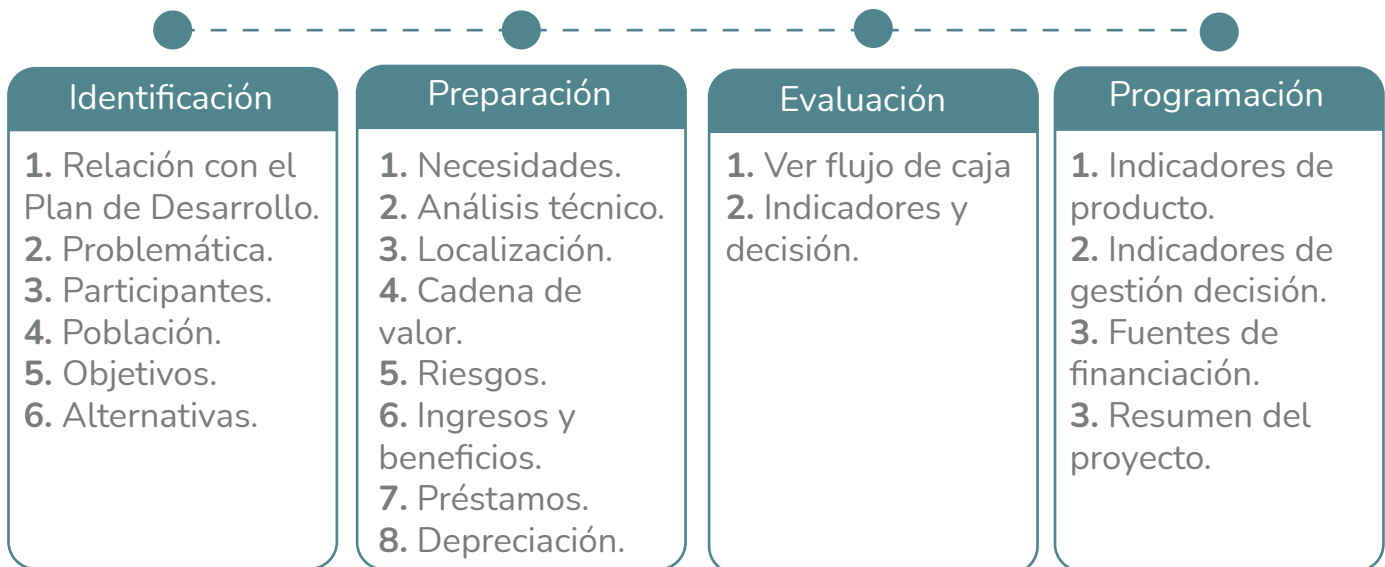 Identificación
1. Relación con el
Plan de Desarrollo.
2. Problemática.
3. Participantes.
4. Población.
5. Objetivos.
6. Alternativas.
Preparación
1. Necesidades.
2. Análisis técnico.
3. Localización.
4. Cadena de
valor.
5. Riesgos.
6. Ingresos y
beneficios.
7. Préstamos.
8. Depreciación.
Evaluación
1. Ver flujo de caja
2. Indicadores y
decisión.
Programación
1. Indicadores de
producto.
2. Indicadores de
gestión decisión.
3. Fuentes de
financiación.
3. Resumen del
proyecto.